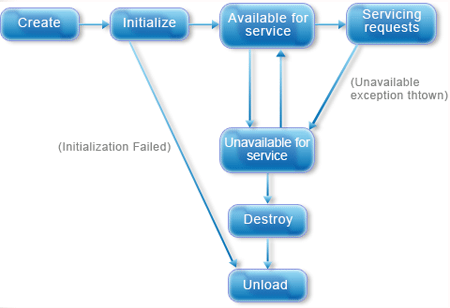 Create
Initialize
Available for
service
Servicing
requests
(Unavailable
exception thtown)
(Initialization Failed)
Unavailable for
service
Destroy
Unload